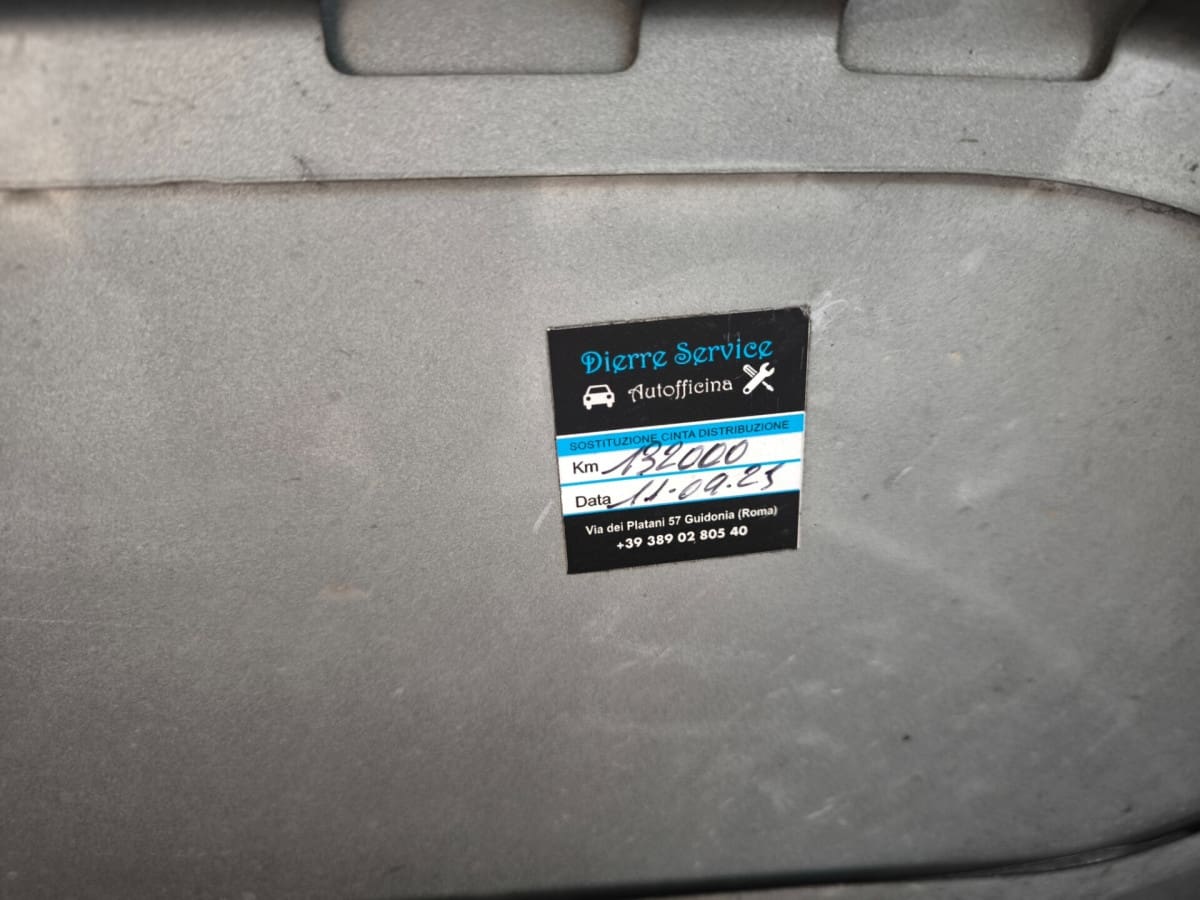 Dierre Service
Autofficina
SOSTITUZIONE CINTA DISTRIBUZIONE
Km 132000
Data 11-09.23
Via dei Platani 57 Guidonia (Roma)
+39 389 02 805 40